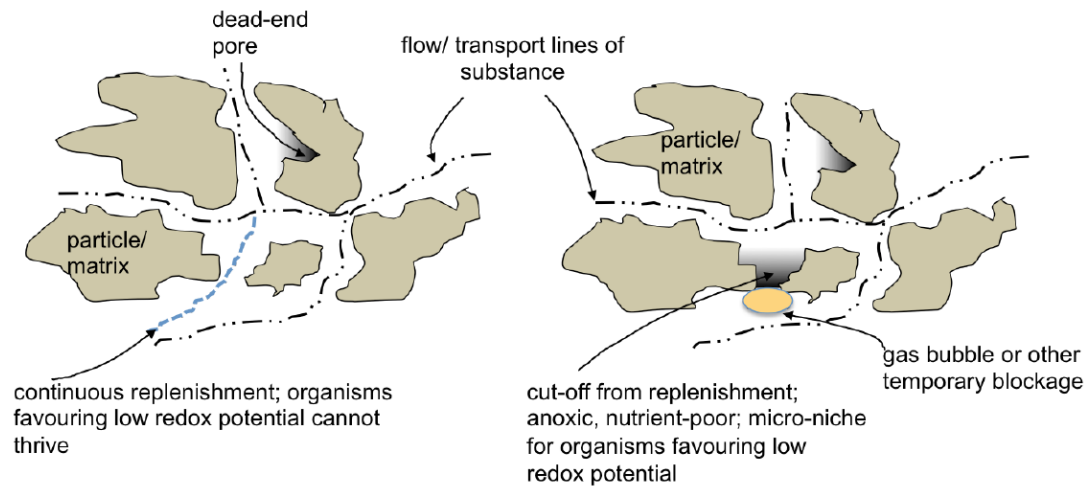 dead-end
pore
flow/ transport lines of
substance
particle/
matrix
continuous replenishment; organisms
favouring low redox potential cannot
thrive
particle/
matrix
cut-off from replenishment;
anoxic, nutrient-poor; micro-niche
for organisms favouring low
redox potential
gas bubble or other
temporary blockage